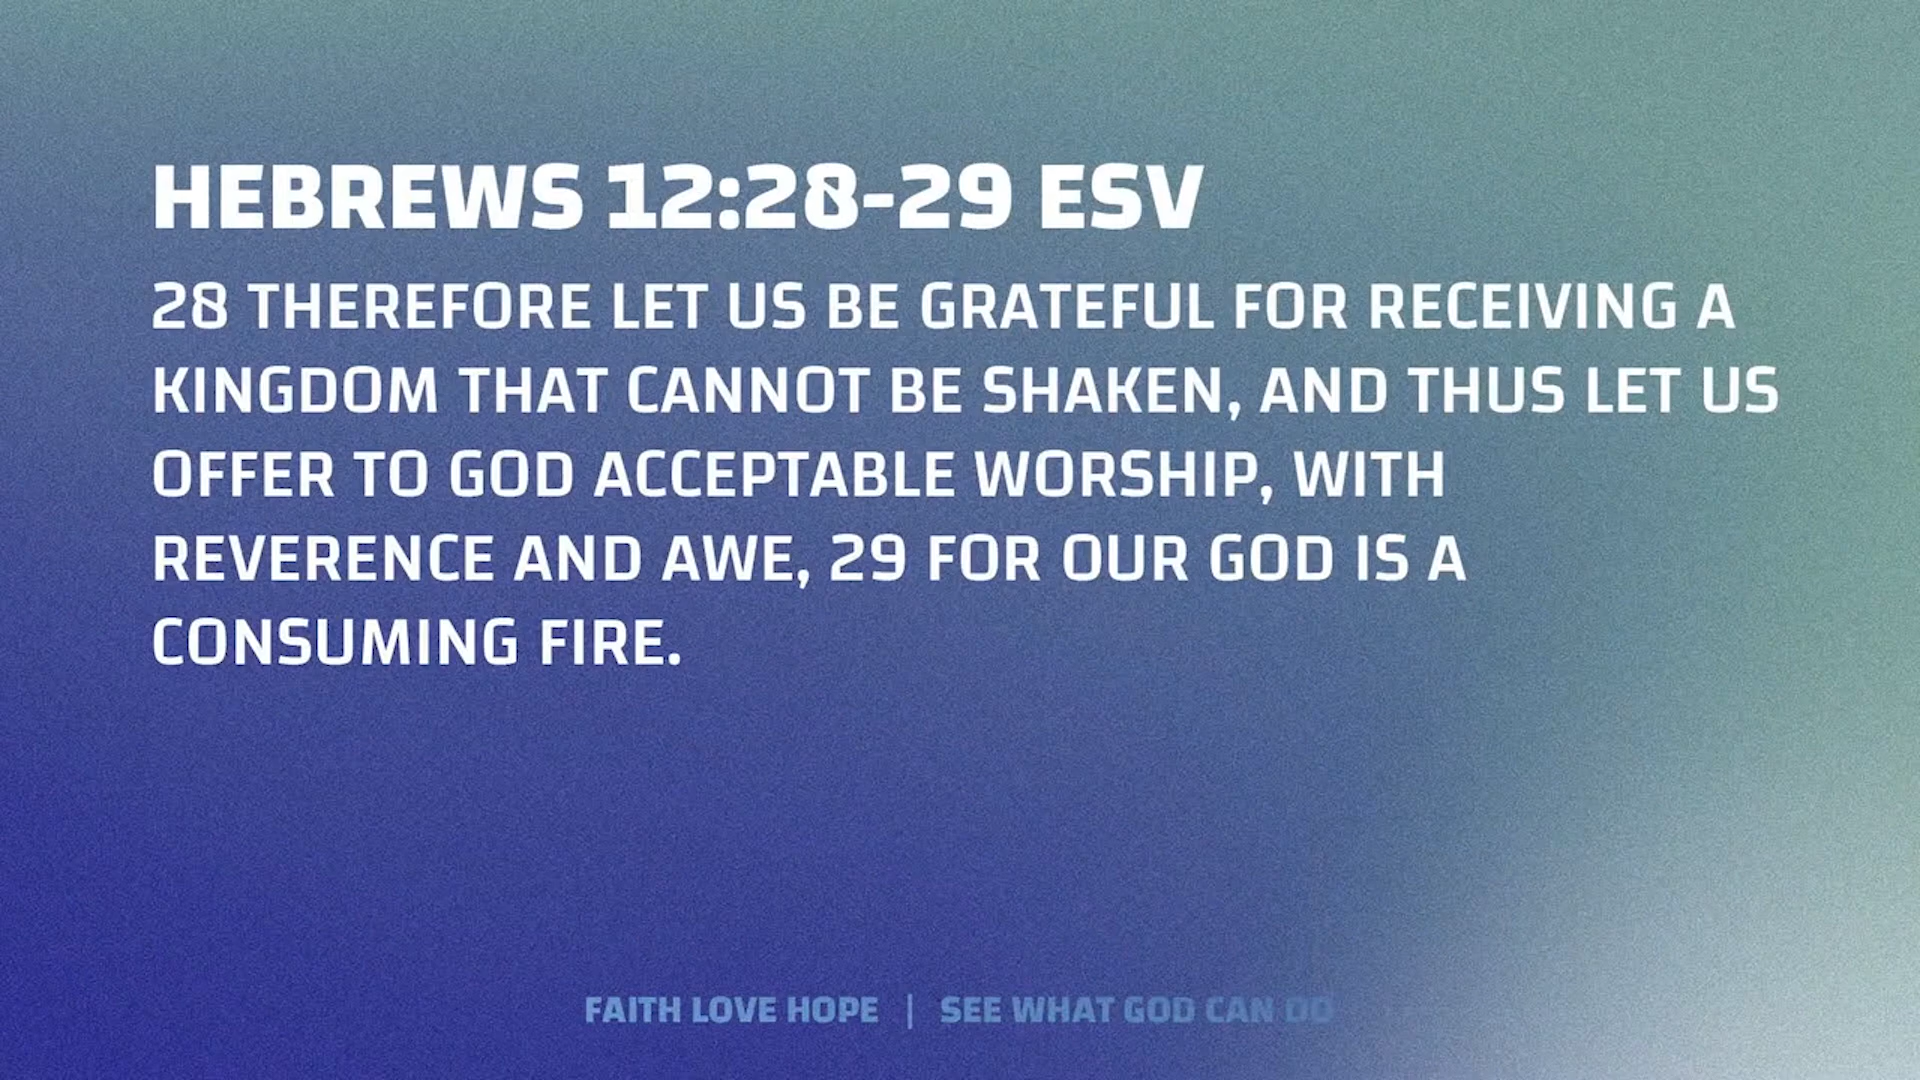 HEBREWS 12:28-29 ESV
28 THEREFORE LET US BE GRATEFUL FOR RECEIVING A
KINGDOM THAT CANNOT BE SHAKEN, AND THUS LET US
OFFER TO GOD ACCEPTABLE WORSHIP, WITH
REVERENCE AND AWE, 29 FOR OUR GOD IS A
CONSUMING FIRE.
FAITH LOVE HOPE | SEE WHAT GOD CAN DO